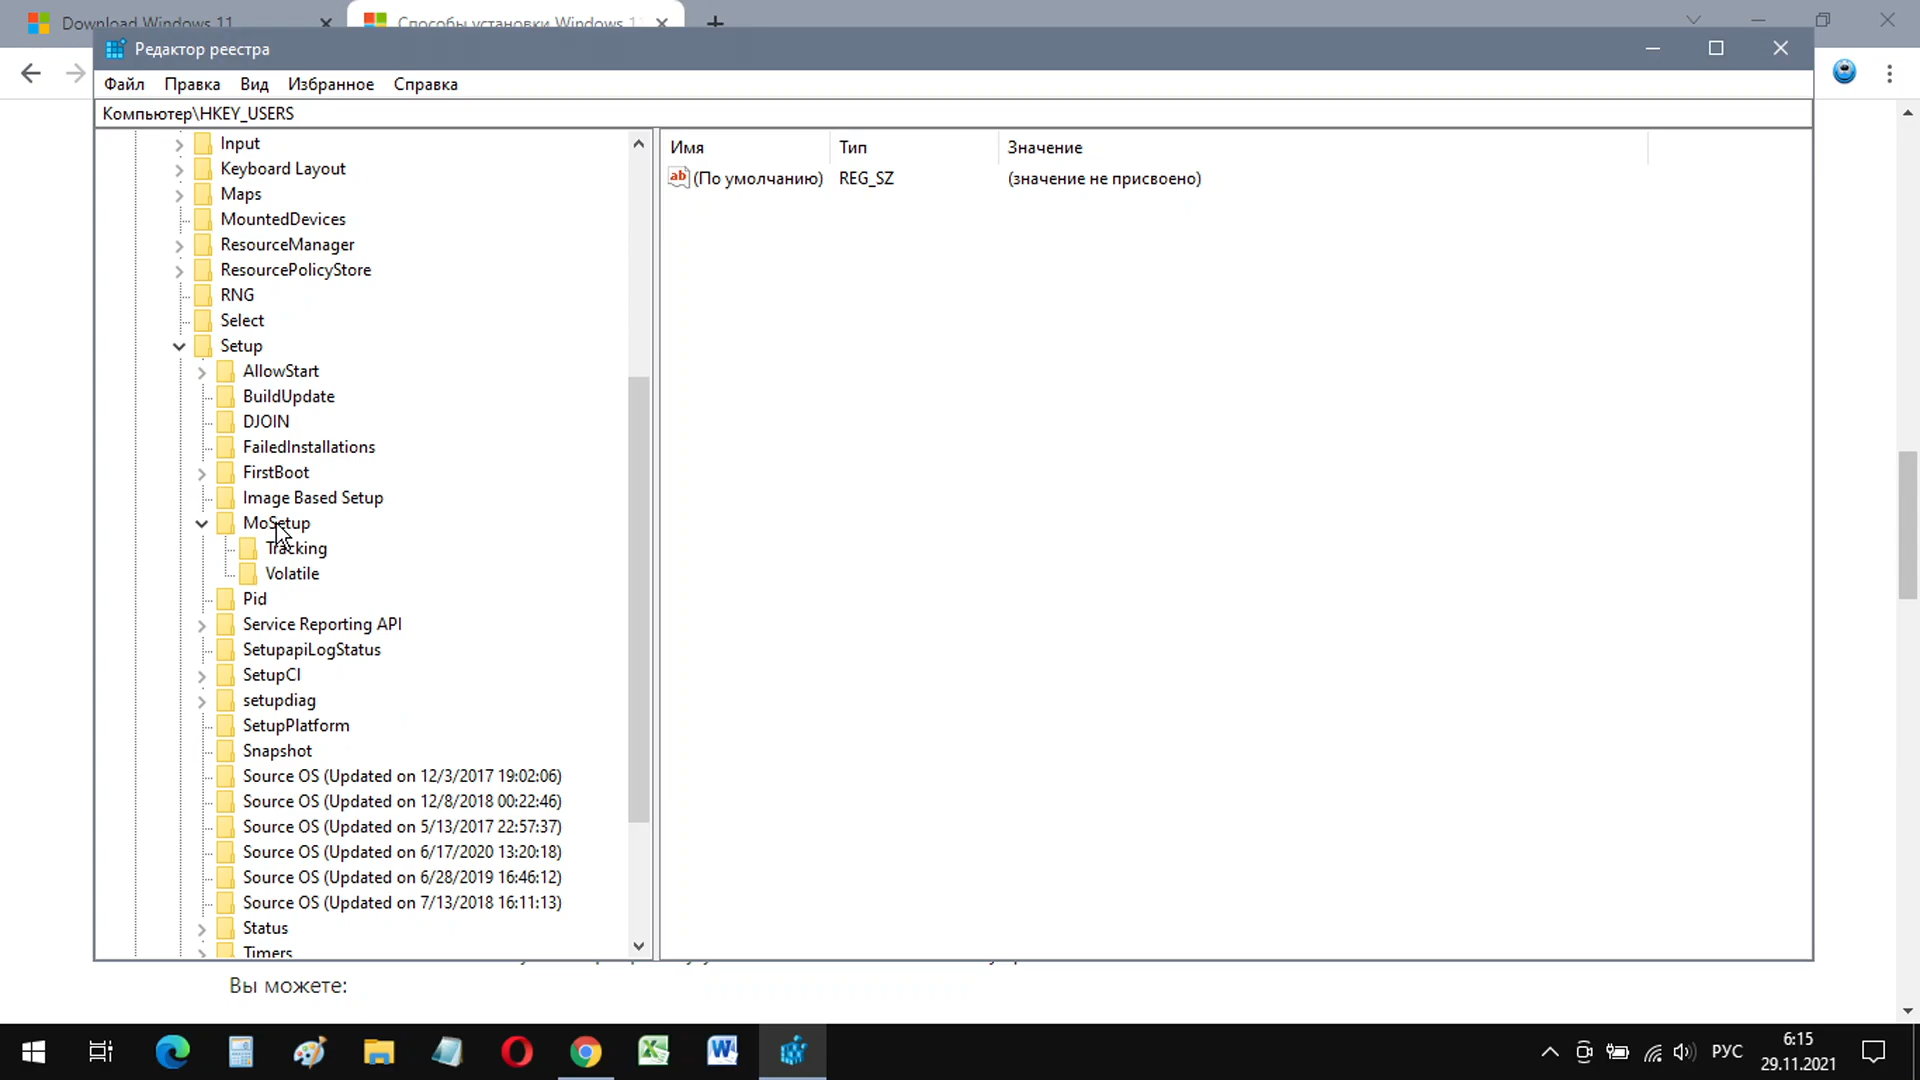 Download Windows 11
Способы установки Windows 1
Редактор реестра
Файл Правка Вид Избранное Справка
Компьютер\HKEY_USERS
Input
Keyboard Layout
Maps
MountedDevices
ResourceManager
ResourcePolicyStore
RNG
Select
Setup
AllowStart
BuildUpdate
DJOIN
FailedInstallations
FirstBoot
Image Based Setup
MoSetup
Tracking
Volatile
Pid
Service Reporting API
SetupapiLogStatus
SetupCl
setupdiag
SetupPlatform
Snapshot
Source OS (Updated on 12/3/2017 19:02:06)
Source OS (Updated on 12/8/2018 00:22:46)
Source OS (Updated on 5/13/2017 22:57:37)
Source OS (Updated on 6/17/2020 13:20:18)
Source OS (Updated on 6/28/2019 16:46:12)
Source OS (Updated on 7/13/2018 16:11:13)
Status
Timers
Имя Тип Значение
ab (По умолчанию) REG_SZ (значение не присвоено)
Вы можете:
РУС
6:15
29.11.2021